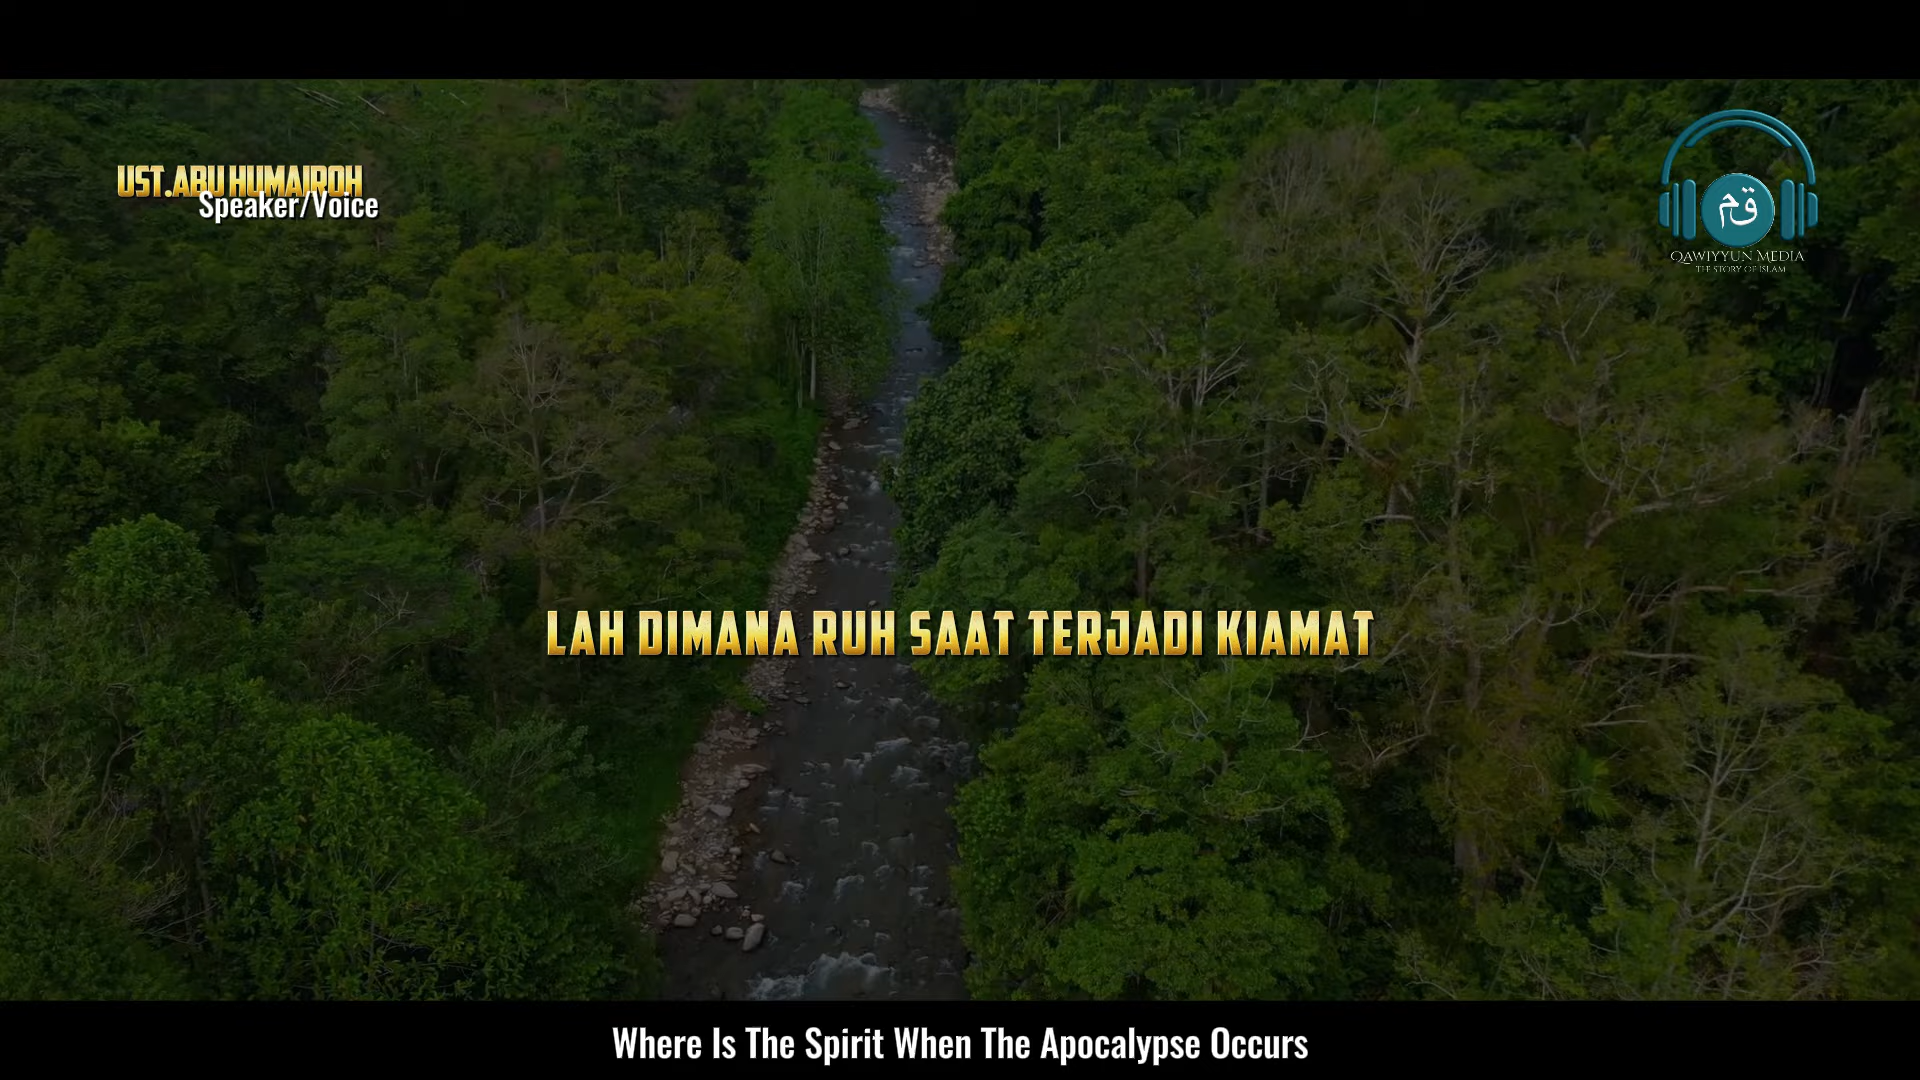 UST.ABU HUMAIROH
Speaker/Voice
قم
QAWIYYUN MEDIA
THE STORY OF ISLAM
LAH DIMANA RUH SAAT TERJADI KIAMAT
Where Is The Spirit When The Apocalypse Occurs